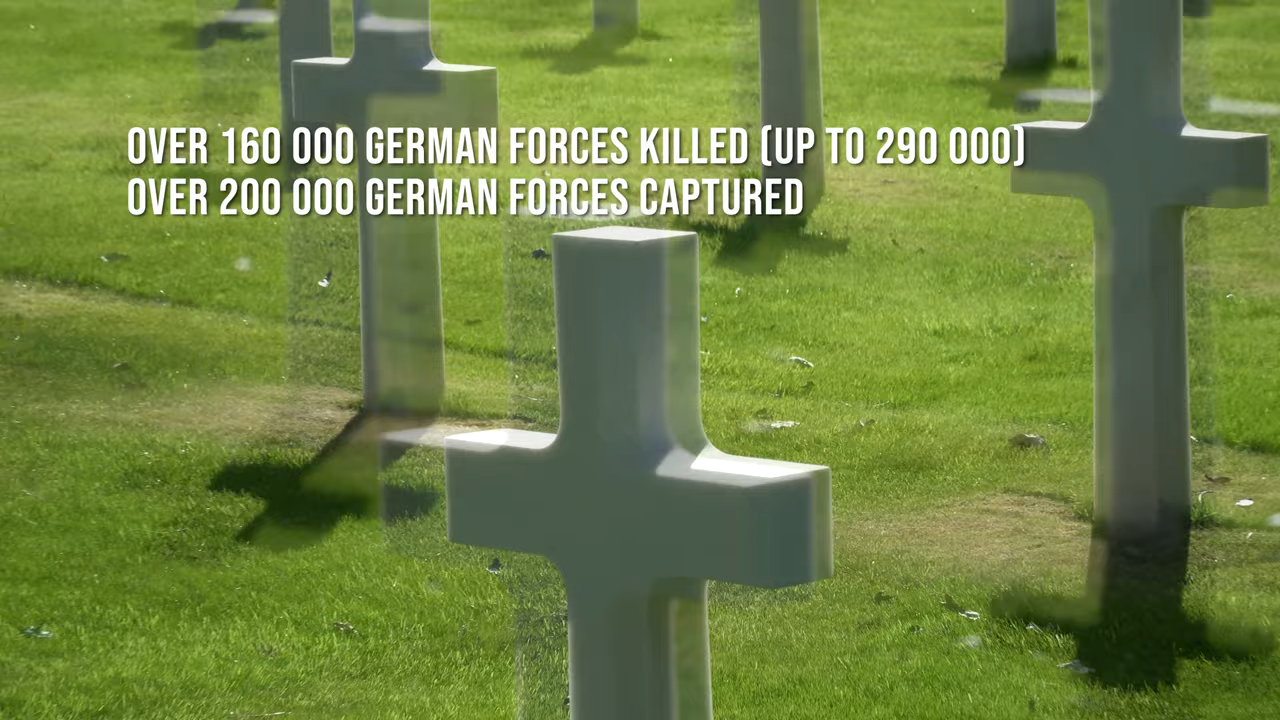 OVER 160 000 GERMAN FORCES KILLED (UP TO 290 000)
OVER 200 000 GERMAN FORCES CAPTURED